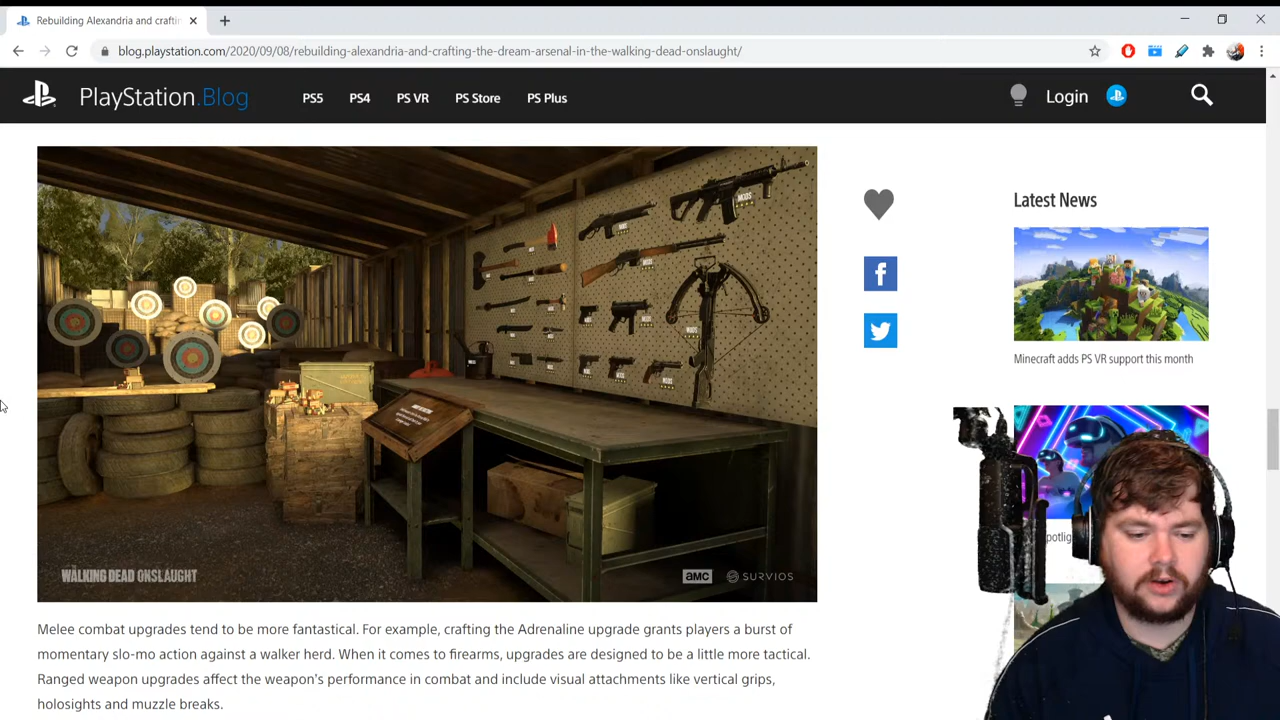 Rebuilding Alexandria and craftin
blog.playstation.com/2020/09/08/rebuilding-alexandria-and-crafting-the-dream-arsenal-in-the-walking-dead-onslaught/
PlayStation.Blog
PS5
PS4
PS VR
PS Store
PS Plus
Login
Latest News
Minecraft adds PS VR support this month
MODS
MODS
MODS
THE WALKING DEAD ONSLAUGHT
AMC
SURVIOS
Melee combat upgrades tend to be more fantastical. For example, crafting the Adrenaline upgrade grants players a burst of
momentary slo-mo action against a walker herd. When it comes to firearms, upgrades are designed to be a little more tactical.
Ranged weapon upgrades affect the weapon's performance in combat and include visual attachments like vertical grips,
holosights and muzzle breaks.